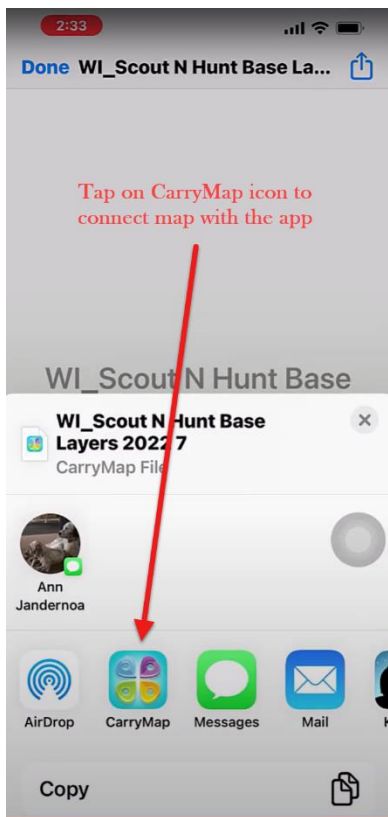 2:33
Done WI_Scout N Hunt Base La...
Tap on CarryMap icon to
connect map with the app
WI_Scout N Hunt Base
WI_Scout N Hunt Base
Layers 2022 7
CarryMap File
Ann
Jandernoa
AirDrop CarryMap Messages Mail
Copy